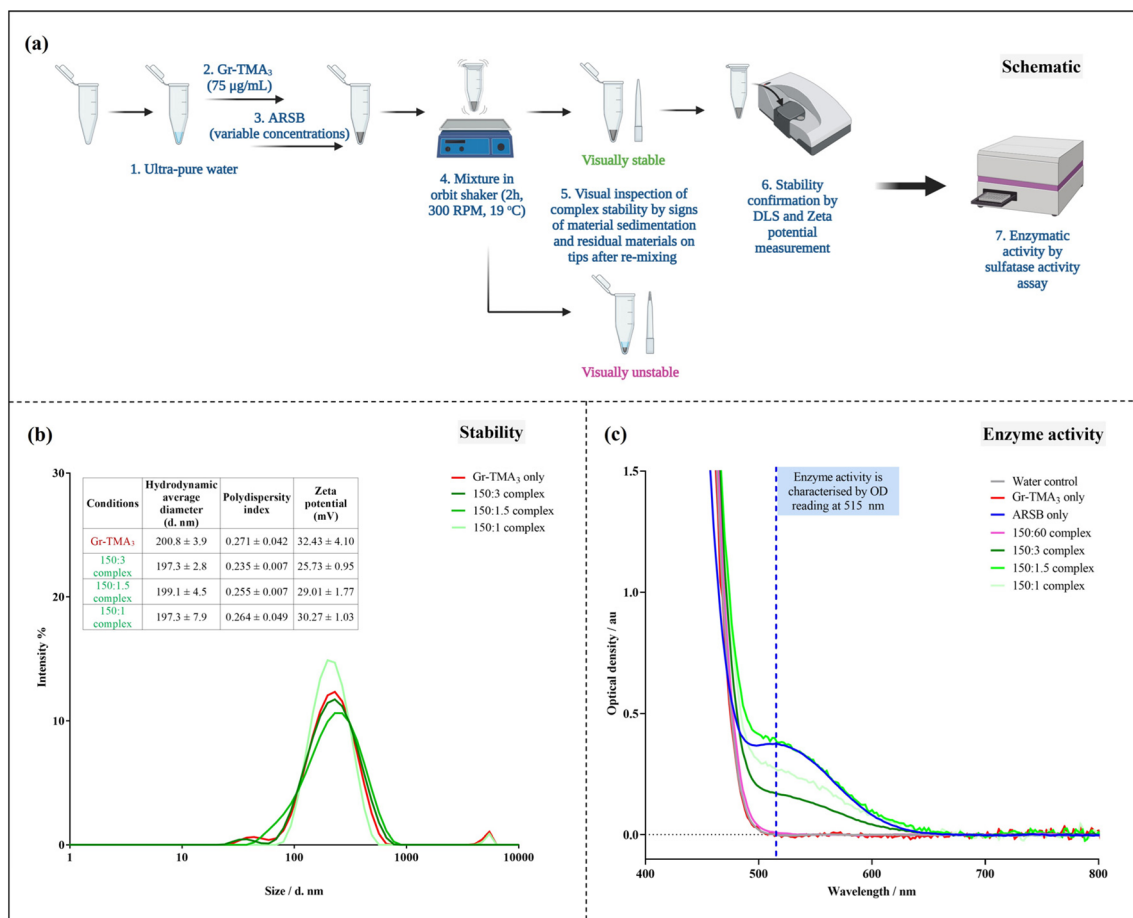 (a)
Schematic
2. Gr-TMA₃
(75 µg/mL)
3. ARSB
(variable concentrations)
1. Ultra-pure water
4. Mixture in
orbit shaker (2h,
300 RPM, 19 °C)
Visually stable
5. Visual inspection of
complex stability by signs
of material sedimentation
and residual materials on
tips after re-mixing
Visually unstable
6. Stability
confirmation by
DLS and Zeta
potential
measurement
7. Enzymatic
activity by
sulfatase activity
assay
(b)
Stability
Gr-TMA₃ only
150:3 complex
150:1.5 complex
150:1 complex
Conditions Hydrodynamic average diameter (d. nm) Polydispersity index Zeta potential (mV)
Gr-TMA₃ 200.8 ± 3.9 0.271 ± 0.042 32.43 ± 4.10
150:3 complex 197.3 ± 2.8 0.235 ± 0.007 25.73 ± 0.95
150:1.5 complex 199.1 ± 4.5 0.255 ± 0.007 29.01 ± 1.77
150:1 complex 197.3 ± 7.9 0.264 ± 0.049 30.27 ± 1.03
Intensity %
30
20
10
0
1 10 100 1000 10000
Size / d. nm
(c)
Enzyme activity
Enzyme activity is
characterised by OD
reading at 515 nm
Water control
Gr-TMA₃ only
ARSB only
150:60 complex
150:3 complex
150:1.5 complex
150:1 complex
Optical density / au
1.5
1.0
0.5
0.0
400 500 600 700 800
Wavelength / nm